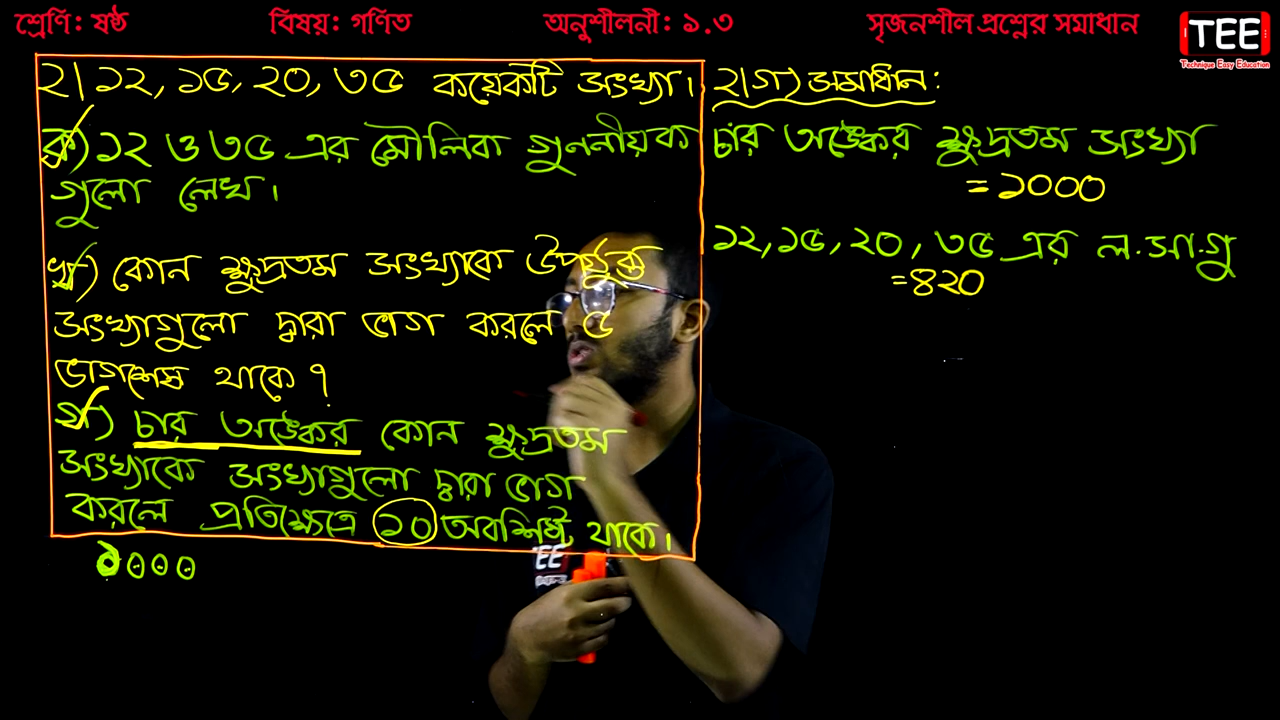 শ্রেণি: ষষ্ঠ
বিষয়: গণিত
অনুশীলনী: ১.৩
সৃজনশীল প্রশ্নের সমাধান
TEE
Technique Easy Education
২। ১২, ১৫, ২০, ৩৫ কয়েকটি সংখ্যা।
ক) ১২ ও ৩৫ এর মৌলিক গুননীয়ক
গুলো লেখ।
খ) কোন ক্ষুদ্রতম সংখ্যাকে উপর্যুক্ত
সংখ্যাগুলো দ্বারা ভাগ করলে ৫
ভাগশেষ থাকে ?
গ) চার অঙ্কের কোন ক্ষুদ্রতম
সংখ্যাকে সংখ্যাগুলো দ্বারা ভাগ
করলে প্রতিক্ষেত্রে ১০ অবশিষ্ট থাকে।
১০০০
২।গ) সমাধান:
চার অঙ্কের ক্ষুদ্রতম সংখ্যা
= ১০০০
১২, ১৫, ২০, ৩৫ এর ল.সা.গু
= ৪২০
TEE